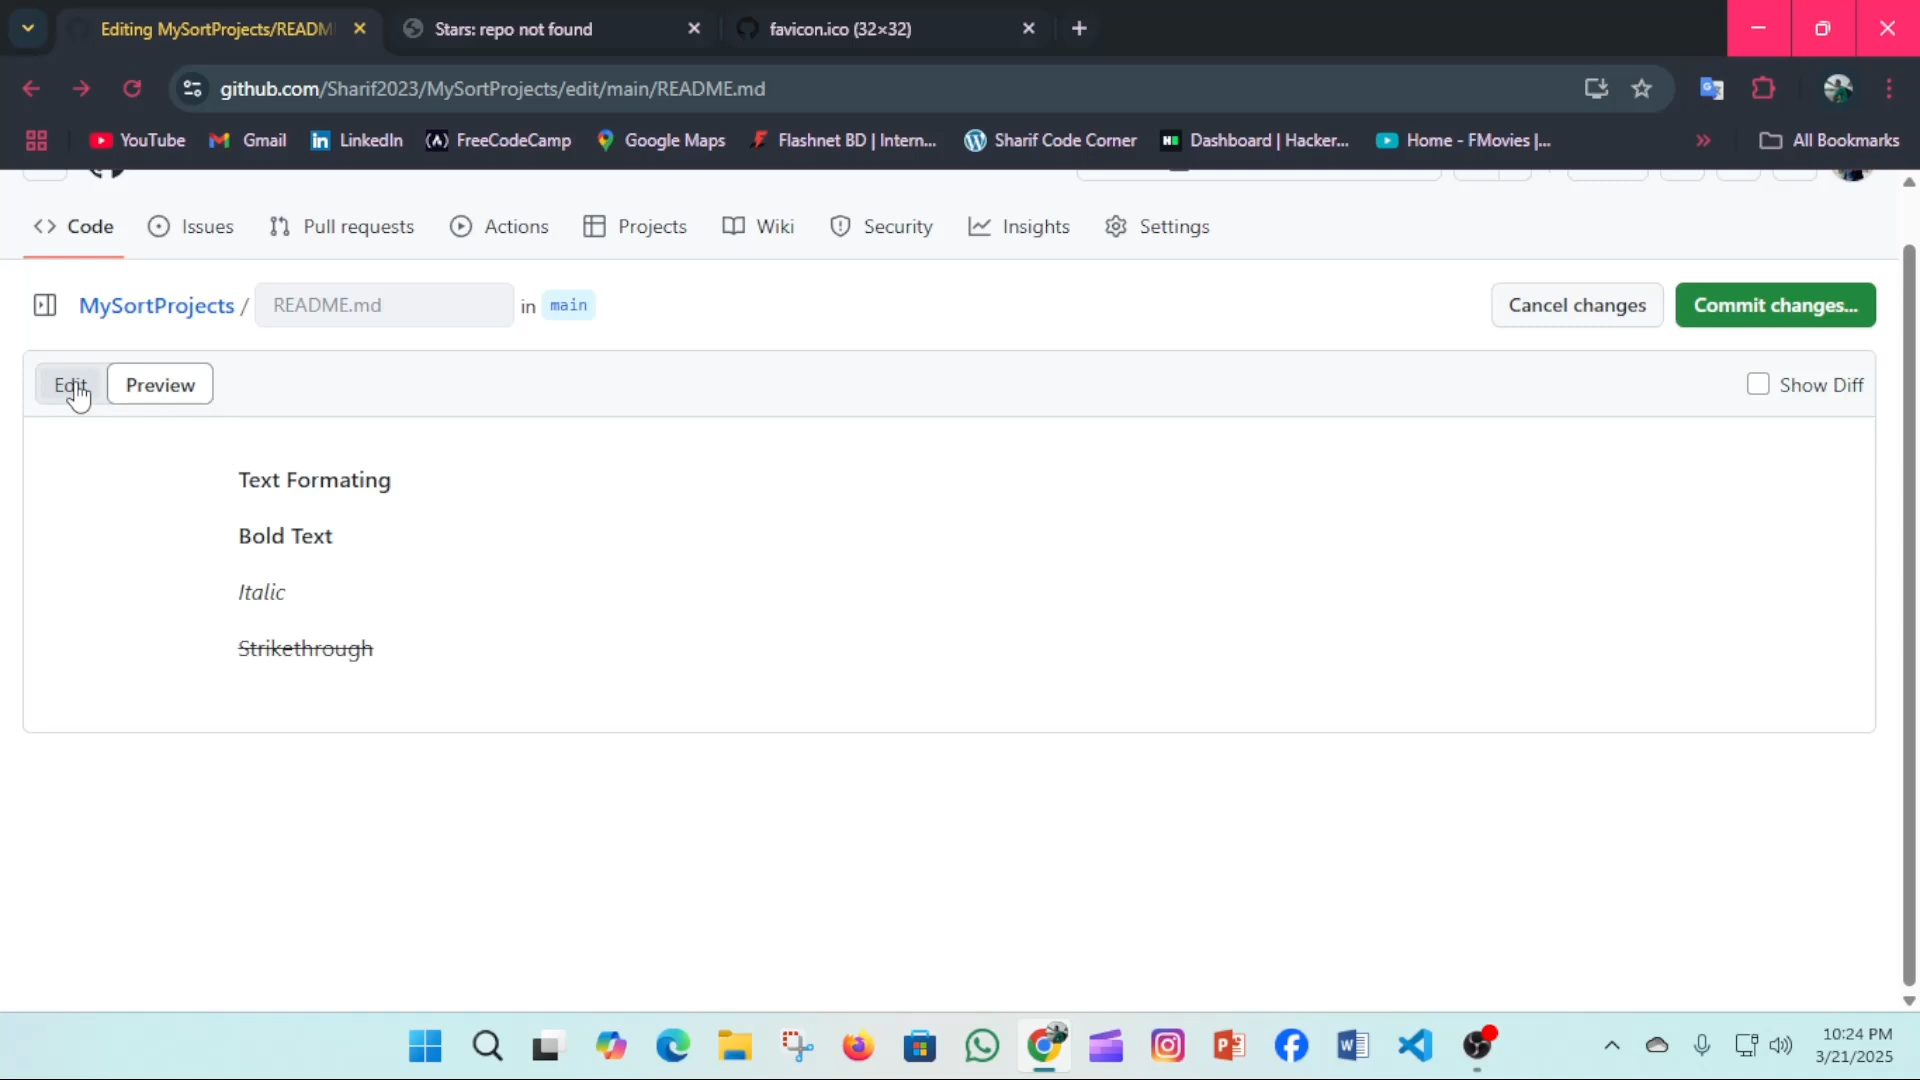 Editing MySortProjects/READM
Stars: repo not found
favicon.ico (32×32)
github.com/Sharif2023/MySortProjects/edit/main/README.md
YouTube
Gmail
LinkedIn
FreeCodeCamp
Google Maps
Flashnet BD | Intern...
Sharif Code Corner
Dashboard | Hacker...
Home - FMovies |...
All Bookmarks
Code
Issues
Pull requests
Actions
Projects
Wiki
Security
Insights
Settings
MySortProjects / README.md in main
Cancel changes
Commit changes...
Edit
Preview
Show Diff
Text Formating
Bold Text
Italic
Strikethrough
10:24 PM
3/21/2025